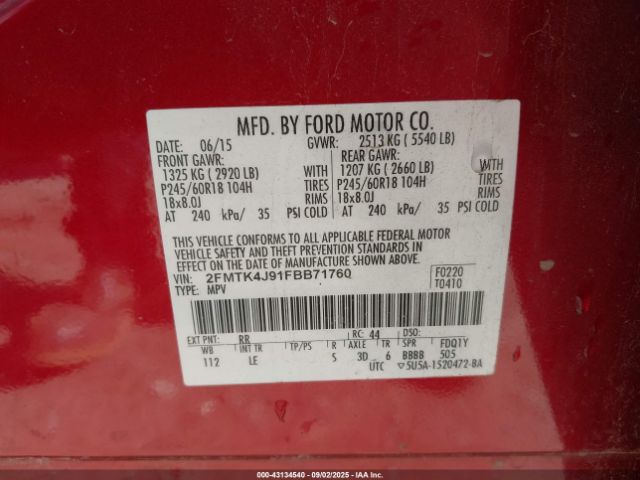 MFD. BY FORD MOTOR CO.
DATE: 06/15 GVWR: 2513 KG ( 5540 LB)
FRONT GAWR: REAR GAWR:
1325 KG ( 2920 LB) WITH 1207 KG ( 2660 LB) WITH
P245/60R18 104H TIRES P245/60R18 104H TIRES
18x8.0J RIMS 18x8.0J RIMS
AT 240 kPa/ 35 PSI COLD AT 240 kPa/ 35 PSI COLD
THIS VEHICLE CONFORMS TO ALL APPLICABLE FEDERAL MOTOR
VEHICLE SAFETY AND THEFT PREVENTION STANDARDS IN
EFFECT ON THE DATE OF MANUFACTURE SHOWN ABOVE.
VIN: 2FMTK4J91FBB71760 F0220
TYPE: MPV T0410
EXT PNT: RR RC: 44 DSO:
WB INT TR TP/PS R AXLE TR SPR FDQ1Y
112 LE S 3D 6 BBBB 505
UTC 5U5A-1520472-BA
000-43134540 - 09/02/2025 - IAA Inc.